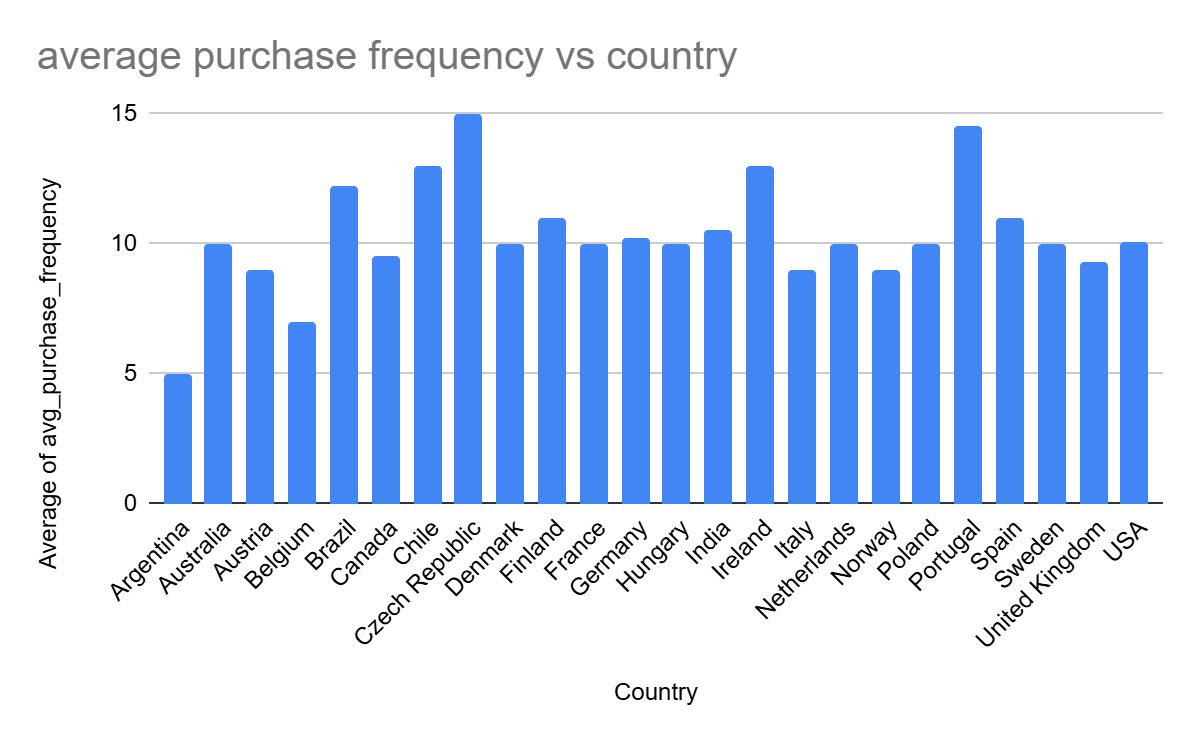 average purchase frequency vs country
Average of avg_purchase_frequency
15
10
5
0
Argentina
Australia
Austria
Belgium
Brazil
Canada
Chile
Czech Republic
Denmark
Finland
France
Germany
Hungary
India
Ireland
Italy
Netherlands
Norway
Poland
Portugal
Spain
Sweden
United Kingdom
USA
Country